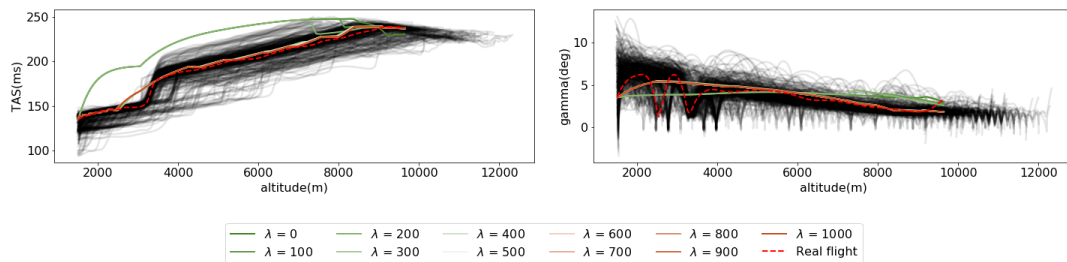 250
200
150
100
TAS(ms)
2000 4000 6000 8000 10000 12000
altitude(m)
10
5
0
gamma(deg)
2000 4000 6000 8000 10000 12000
altitude(m)
λ = 0 λ = 200 λ = 400 λ = 600 λ = 800 λ = 1000
λ = 100 λ = 300 λ = 500 λ = 700 λ = 900 Real flight